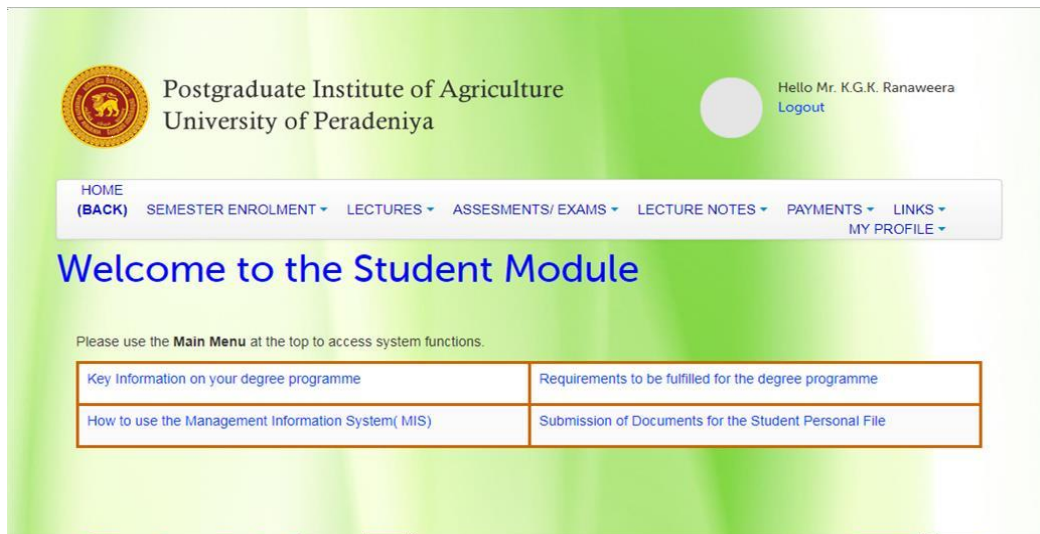 Postgraduate Institute of Agriculture
University of Peradeniya
Hello Mr. K.G.K. Ranaweera
Logout
HOME
(BACK) SEMESTER ENROLMENT LECTURES ASSESMENTS/ EXAMS LECTURE NOTES PAYMENTS LINKS
MY PROFILE
Welcome to the Student Module
Please use the Main Menu at the top to access system functions.
Key Information on your degree programme
Requirements to be fulfilled for the degree programme
How to use the Management Information System( MIS)
Submission of Documents for the Student Personal File